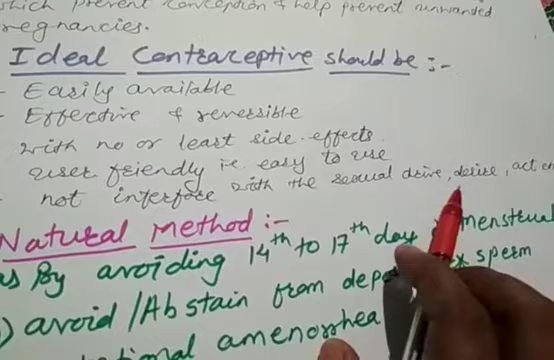 which prevent conception & help prevent unwanted
regnancies.
Ideal Contraceptive should be :-
- Easily available
- Effective & reversible
with no or least side-effects.
user friendly i.e. easy to use
- not interfere with the sexual drive, desire, act
Natural Method :-
By avoiding 14th to 17th day menstrual
) avoid /Abstain from sperm
ational amenorrhea